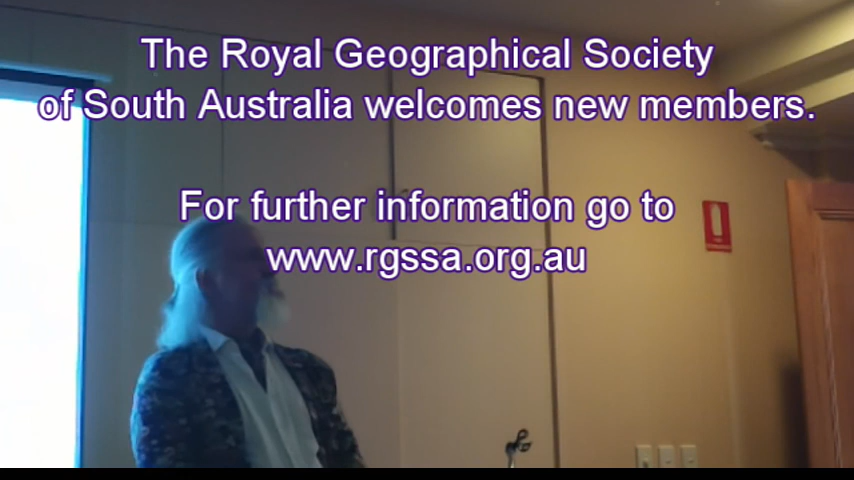 The Royal Geographical Society
of South Australia welcomes new members.
For further information go to
www.rgssa.org.au